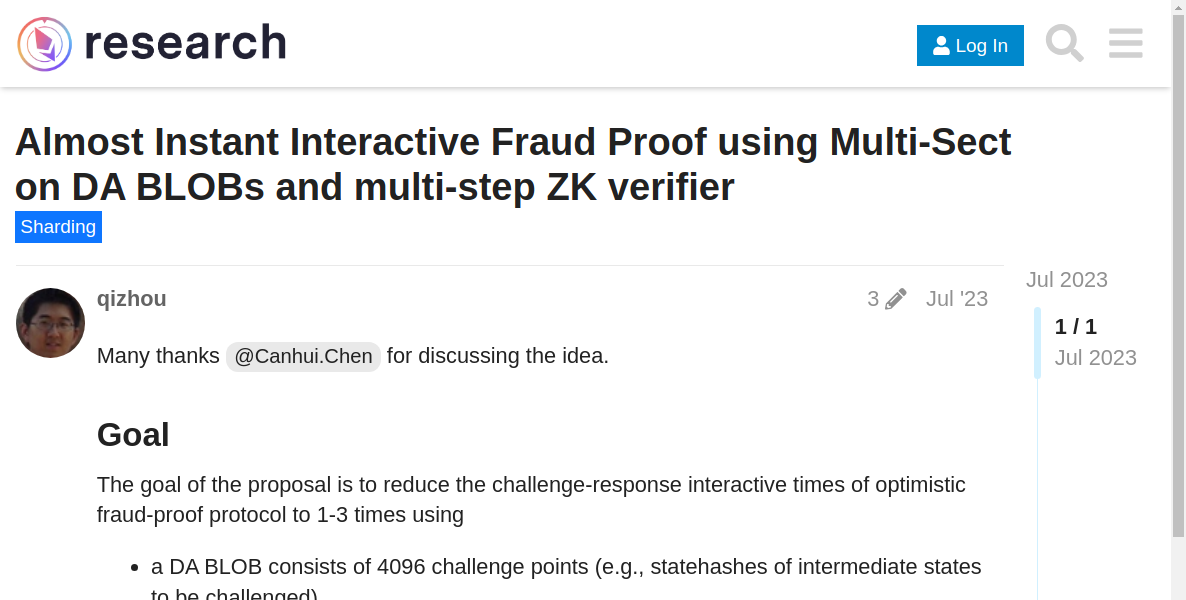 research
Log In
Almost Instant Interactive Fraud Proof using Multi-Sect
on DA BLOBs and multi-step ZK verifier
Sharding
Jul 2023
qizhou
3
Jul '23
1 / 1
Jul 2023
Many thanks @Canhui.Chen for discussing the idea.
Goal
The goal of the proposal is to reduce the challenge-response interactive times of optimistic
fraud-proof protocol to 1-3 times using
a DA BLOB consists of 4096 challenge points (e.g., statehashes of intermediate states
to be challenged)